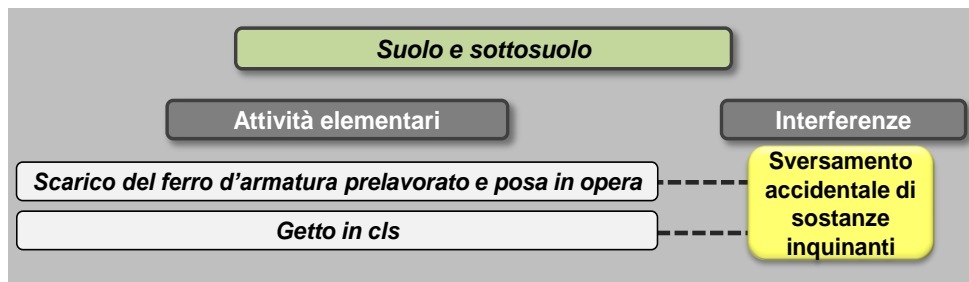 Suolo e sottosuolo
Attività elementari
Interferenze
Scarico del ferro d'armatura prelavorato e posa in opera
Getto in cls
Sversamento
accidentale di
sostanze
inquinanti